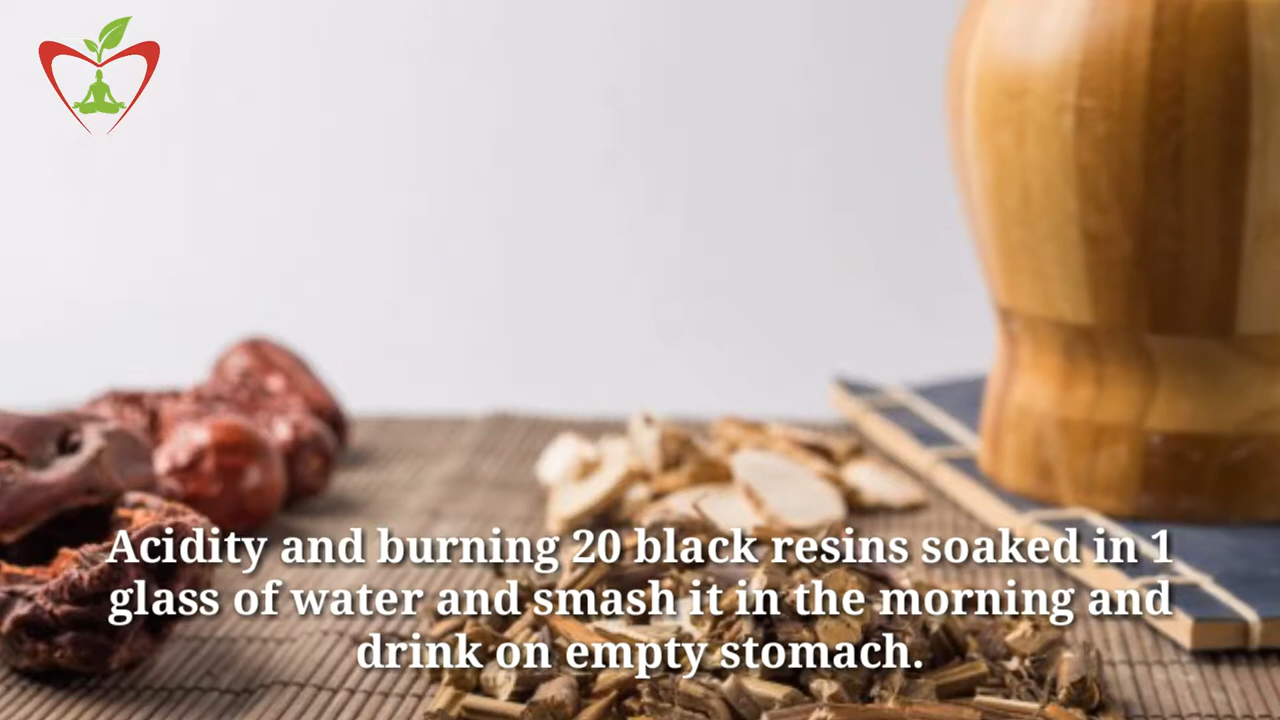 Acidity and burning 20 black resins soaked in 1
glass of water and smash it in the morning and
drink on empty stomach.